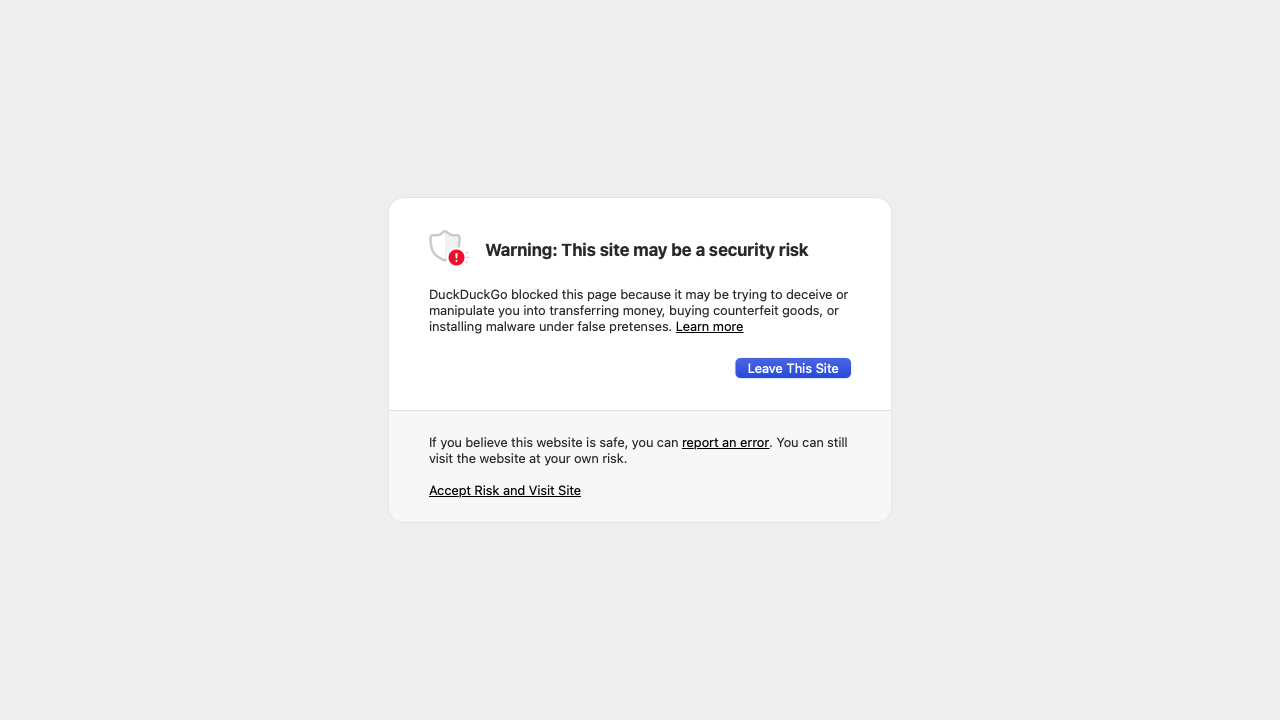 Warning: This site may be a security risk
DuckDuckGo blocked this page because it may be trying to deceive or
manipulate you into transferring money, buying counterfeit goods, or
installing malware under false pretenses. Learn more
Leave This Site
If you believe this website is safe, you can report an error. You can still
visit the website at your own risk.
Accept Risk and Visit Site